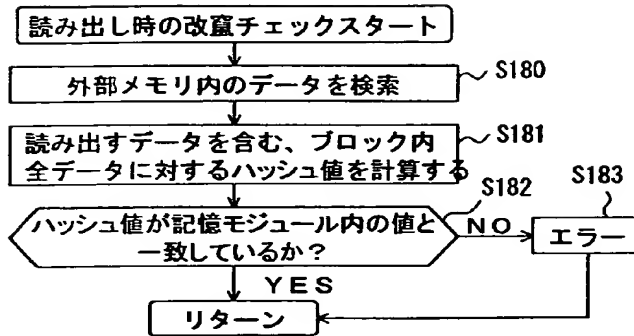 読み出し時の改竄チェックスタート
外部メモリ内のデータを検索
S180
読み出すデータを含む、ブロック内
全データに対するハッシュ値を計算する
S181
ハッシュ値が記憶モジュール内の値と
一致しているか?
S182
NO
エラー
S183
YES
リターン